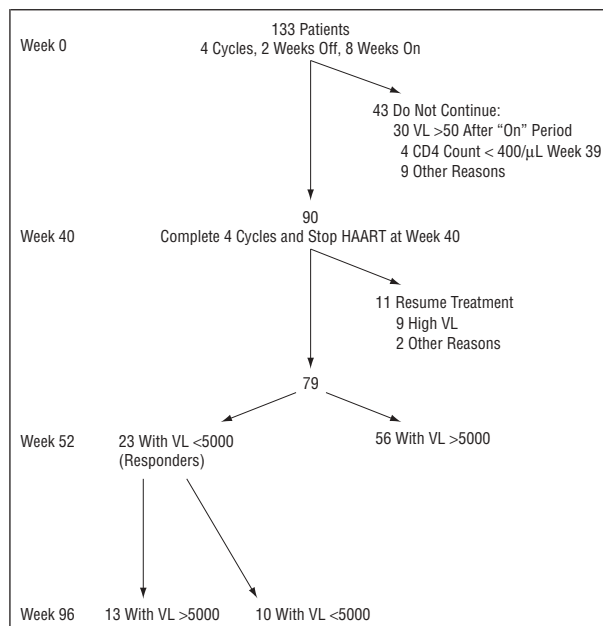 133 Patients
Week 0
4 Cycles, 2 Weeks Off, 8 Weeks On
43 Do Not Continue:
30 VL >50 After “On” Period
4 CD4 Count < 400/μL Week 39
9 Other Reasons
90
Week 40
Complete 4 Cycles and Stop HAART at Week 40
11 Resume Treatment
9 High VL
2 Other Reasons
79
Week 52
23 With VL <5000
(Responders)
56 With VL >5000
Week 96
13 With VL >5000
10 With VL <5000